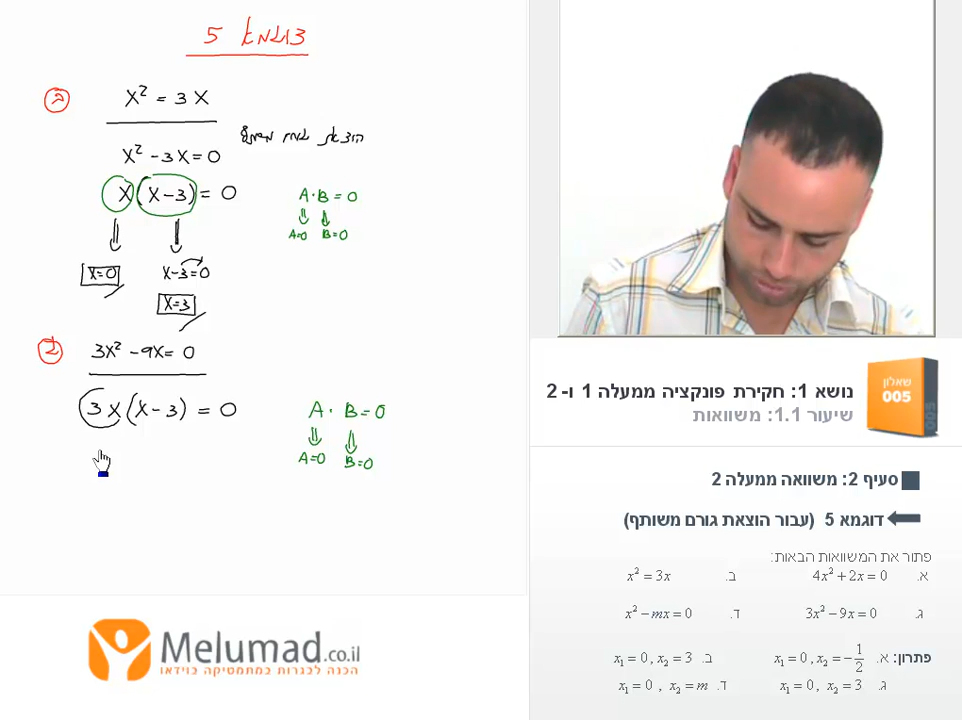 דוגמא 5
ב
x² = 3x
הוצאת גורם משותף
x² - 3x = 0
x (x - 3) = 0
A · B = 0
A=0 B=0
x=0 x-3=0
x=3
ג
3x² - 9x = 0
3x (x - 3) = 0
A · B = 0
A=0 B=0
Melumad.co.il
הכנה לבגרות במתמטיקה בוידאו
שאלון
005
נושא 1: חקירת פונקציה ממעלה 1 ו- 2
שיעור 1.1: משוואות
סעיף 2: משוואה ממעלה 2
דוגמא 5 (עבור הוצאת גורם משותף)
פתור את המשוואות הבאות:
א. 4x² + 2x = 0 ב. x² = 3x
ג. 3x² − 9x = 0 ד. x² − mx = 0
פתרון: א. x₁ = 0 , x₂ = −1/2 ב. x₁ = 0 , x₂ = 3
ג. x₁ = 0 , x₂ = 3 ד. x₁ = 0 , x₂ = m